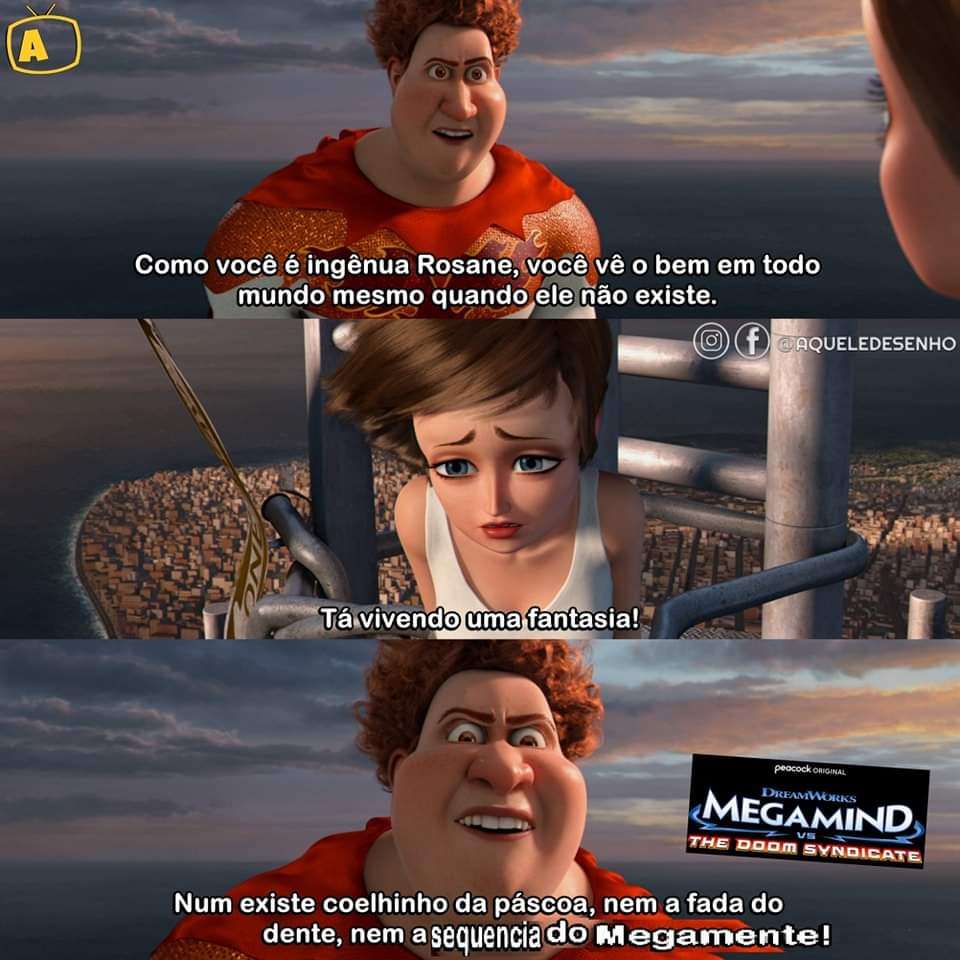 A
Como você é ingênua Rosane, você vê o bem em todo
mundo mesmo quando ele não existe.
@AQUELEDESENHO
Tá vivendo uma fantasia!
peacock ORIGINAL
DREAMWORKS
MEGAMIND
VS
THE DOOM SYNDICATE
Num existe coelhinho da páscoa, nem a fada do
dente, nem a sequencia do Megamente!